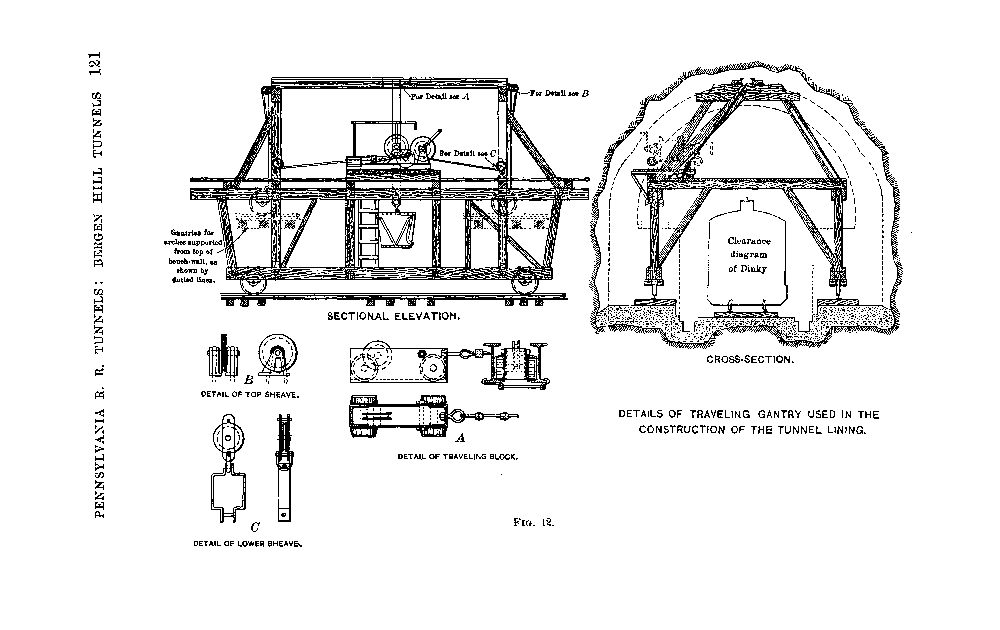 PENNSYLVANIA R. R. TUNNELS: BERGEN HILL TUNNELS 121
For Detail see A
For Detail see B
For Detail see C
Gantries for
arches supported
from top of
bench-wall, as
shown by
dotted lines.
SECTIONAL ELEVATION.
Clearance
diagram
of Dinky
CROSS-SECTION.
B
DETAIL OF TOP SHEAVE.
A
DETAIL OF TRAVELING BLOCK.
C
DETAIL OF LOWER SHEAVE.
DETAILS OF TRAVELING GANTRY USED IN THE
CONSTRUCTION OF THE TUNNEL LINING.
FIG. 12.